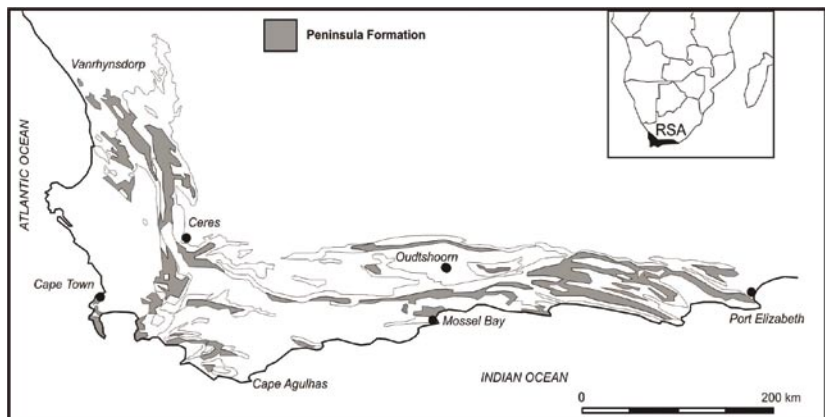 Peninsula Formation
Vanrhynsdorp
RSA
ATLANTIC OCEAN
Ceres
Oudtshoorn
Cape Town
Mossel Bay
Port Elizabeth
Cape Agulhas
INDIAN OCEAN
0 200 km